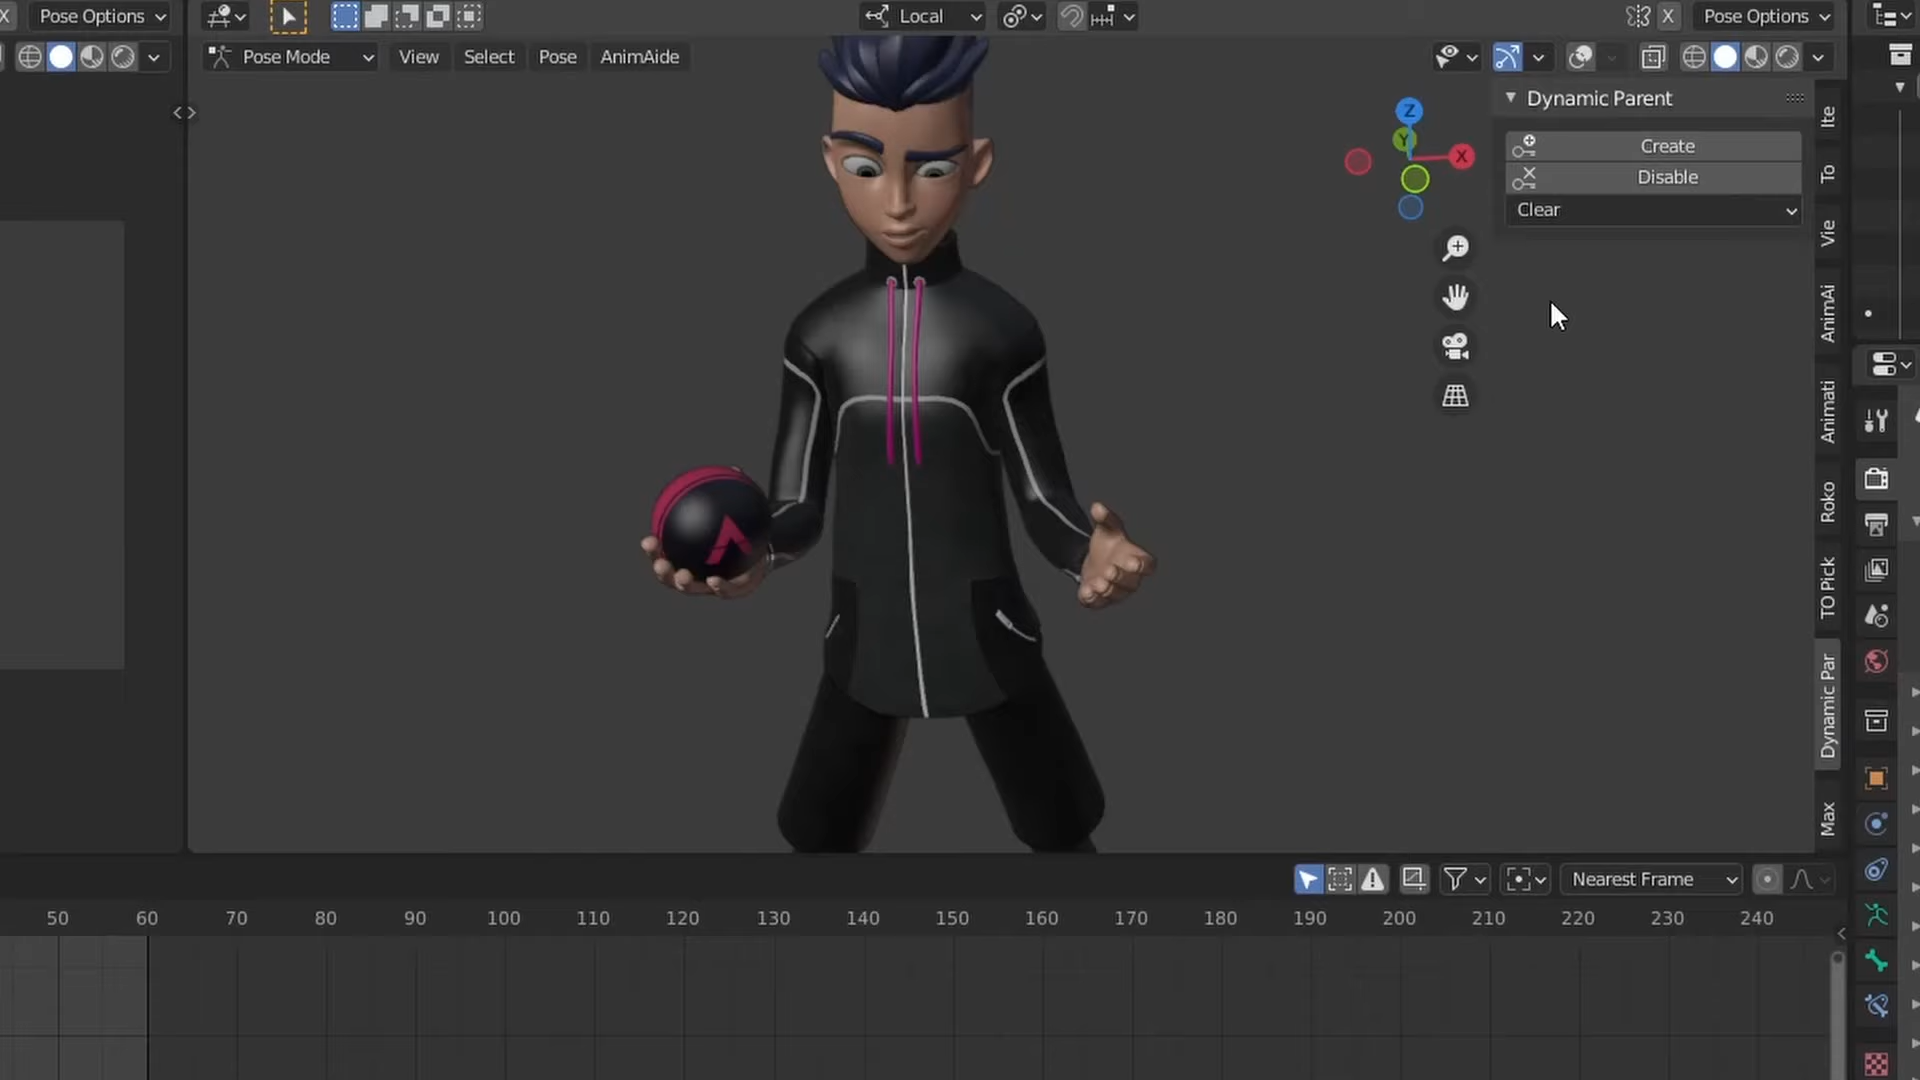 X Pose Options
Local
X Pose Options
Pose Mode View Select Pose AnimAide
Dynamic Parent
Create
Disable
Clear
Z
Y
X
Ite
To
Vie
AnimAi
Animati
Roko
TO Pick
Dynamic Par
Max
Nearest Frame
50 60 70 80 90 100 110 120 130 140 150 160 170 180 190 200 210 220 230 240